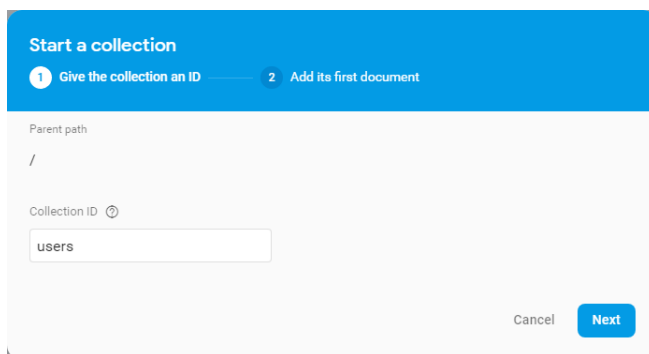 Start a collection
1 Give the collection an ID 2 Add its first document
Parent path
/
Collection ID ?
users
Cancel Next